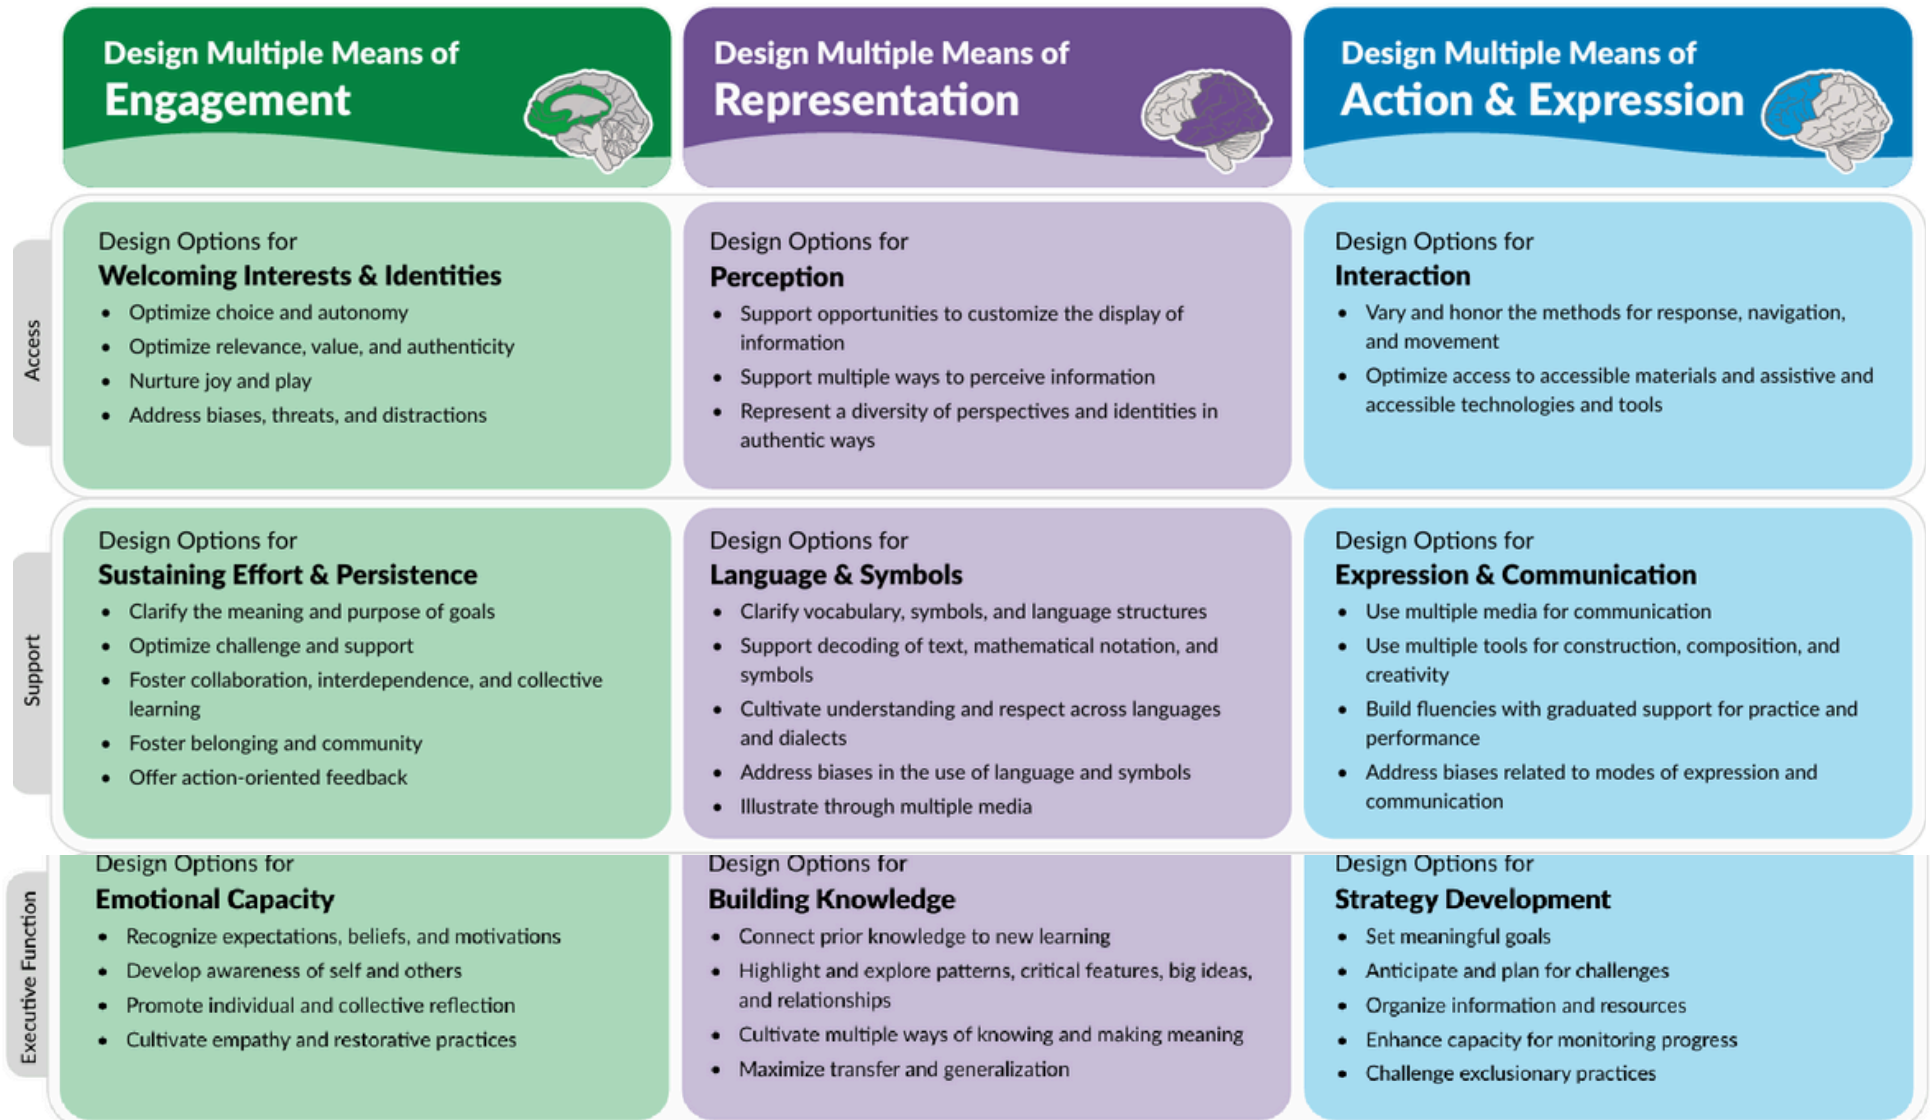 Design Multiple Means of
Engagement
Design Multiple Means of
Representation
Design Multiple Means of
Action & Expression
Access
Design Options for
Welcoming Interests & Identities
• Optimize choice and autonomy
• Optimize relevance, value, and authenticity
• Nurture joy and play
• Address biases, threats, and distractions
Design Options for
Perception
• Support opportunities to customize the display of
information
• Support multiple ways to perceive information
• Represent a diversity of perspectives and identities in
authentic ways
Design Options for
Interaction
• Vary and honor the methods for response, navigation,
and movement
• Optimize access to accessible materials and assistive and
accessible technologies and tools
Support
Design Options for
Sustaining Effort & Persistence
• Clarify the meaning and purpose of goals
• Optimize challenge and support
• Foster collaboration, interdependence, and collective
learning
• Foster belonging and community
• Offer action-oriented feedback
Design Options for
Language & Symbols
• Clarify vocabulary, symbols, and language structures
• Support decoding of text, mathematical notation, and
symbols
• Cultivate understanding and respect across languages
and dialects
• Address biases in the use of language and symbols
• Illustrate through multiple media
Design Options for
Expression & Communication
• Use multiple media for communication
• Use multiple tools for construction, composition, and
creativity
• Build fluencies with graduated support for practice and
performance
• Address biases related to modes of expression and
communication
Executive Function
Design Options for
Emotional Capacity
• Recognize expectations, beliefs, and motivations
• Develop awareness of self and others
• Promote individual and collective reflection
• Cultivate empathy and restorative practices
Design Options for
Building Knowledge
• Connect prior knowledge to new learning
• Highlight and explore patterns, critical features, big ideas,
and relationships
• Cultivate multiple ways of knowing and making meaning
• Maximize transfer and generalization
Design Options for
Strategy Development
• Set meaningful goals
• Anticipate and plan for challenges
• Organize information and resources
• Enhance capacity for monitoring progress
• Challenge exclusionary practices